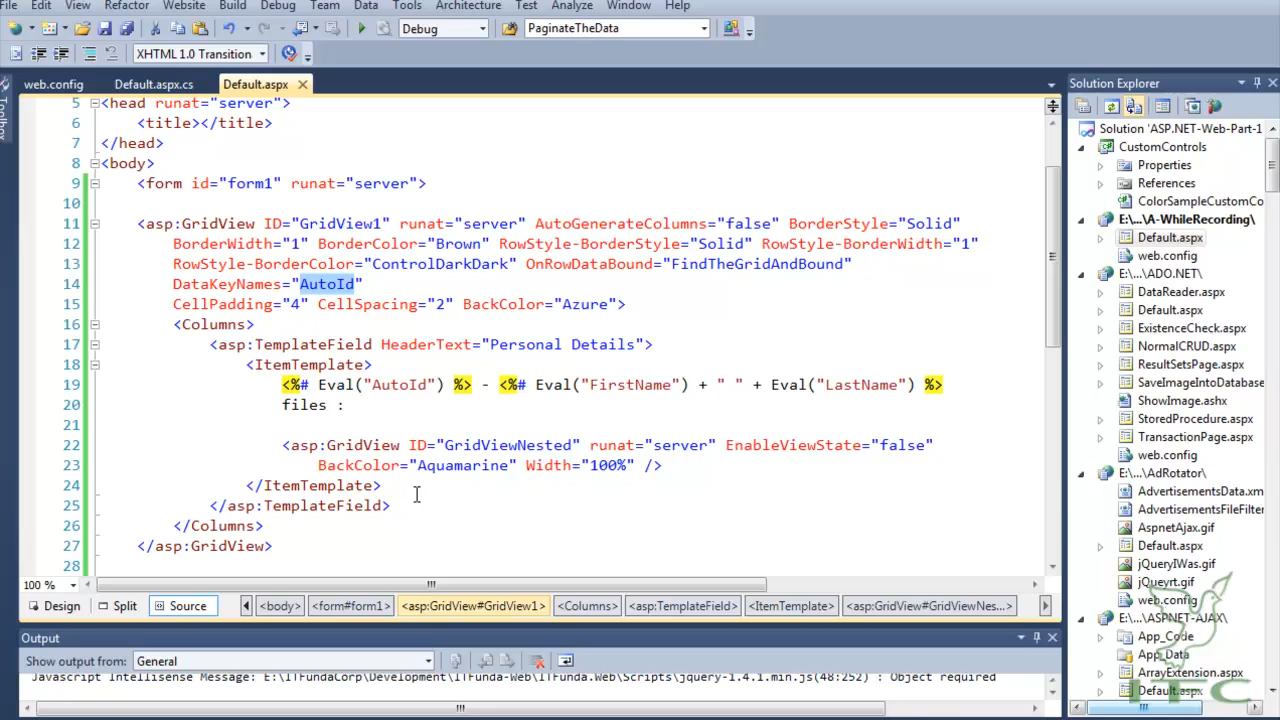 File Edit View Refactor Website Build Debug Team Data Tools Architecture Test Analyze Window Help
Debug PaginateTheData
XHTML 1.0 Transition
web.config Default.aspx.cs Default.aspx
Toolbox
5 <head runat="server">
6 <title></title>
7 </head>
8 <body>
9 <form id="form1" runat="server">
10
11 <asp:GridView ID="GridView1" runat="server" AutoGenerateColumns="false" BorderStyle="Solid"
12 BorderWidth="1" BorderColor="Brown" RowStyle-BorderStyle="Solid" RowStyle-BorderWidth="1"
13 RowStyle-BorderColor="ControlDarkDark" OnRowDataBound="FindTheGridAndBound"
14 DataKeyNames="AutoId"
15 CellPadding="4" CellSpacing="2" BackColor="Azure">
16 <Columns>
17 <asp:TemplateField HeaderText="Personal Details">
18 <ItemTemplate>
19 <%# Eval("AutoId") %> - <%# Eval("FirstName") + " " + Eval("LastName") %>
20 files :
21
22 <asp:GridView ID="GridViewNested" runat="server" EnableViewState="false"
23 BackColor="Aquamarine" Width="100%" />
24 </ItemTemplate>
25 </asp:TemplateField>
26 </Columns>
27 </asp:GridView>
28
100 %
Design Split Source <body> <form#form1> <asp:GridView#GridView1> <Columns> <asp:TemplateField> <ItemTemplate> <asp:GridView#GridViewNes...>
Output
Show output from: General
Javascript Intellisense Message: E:\ITFundaCorp\Development\ITFunda-Web\ITFunda.Web\Scripts\jquery-1.4.1.min.js(48:252) : Object required
Solution Explorer
Solution 'ASP.NET-Web-Part-1
CustomControls
Properties
References
ColorSampleCustomCo
E:\...\A-WhileRecording\
Default.aspx
web.config
E:\...\ADO.NET\
DataReader.aspx
Default.aspx
ExistenceCheck.aspx
NormalCRUD.aspx
ResultSetsPage.aspx
SaveImageIntoDatabase
ShowImage.ashx
StoredProcedure.aspx
TransactionPage.aspx
web.config
E:\...\AdRotator\
AdvertisementsData.xm
AdvertisementsFileFilter
AspnetAjax.gif
Default.aspx
jQueryIWas.gif
jQueyrt.gif
web.config
E:\...\ASPNET-AJAX\
App_Code
App_Data
ArrayExtension.aspx
Default.aspx
ITC